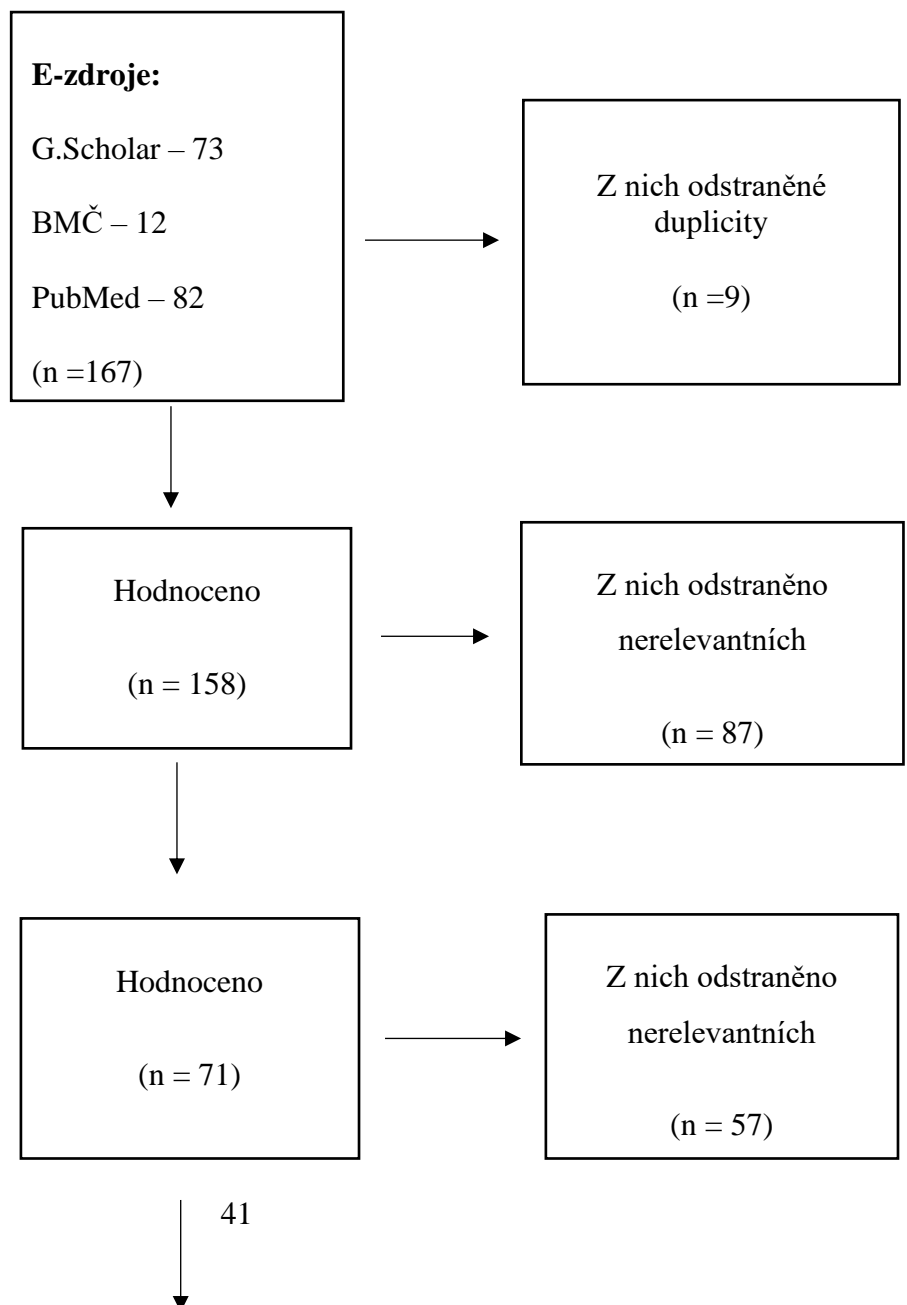 E-zdroje:
G.Scholar – 73
BMČ – 12
PubMed – 82
(n =167)
Z nich odstraněné
duplicity
(n =9)
Hodnoceno
(n = 158)
Z nich odstraněno
nerelevantních
(n = 87)
Hodnoceno
(n = 71)
Z nich odstraněno
nerelevantních
(n = 57)
41